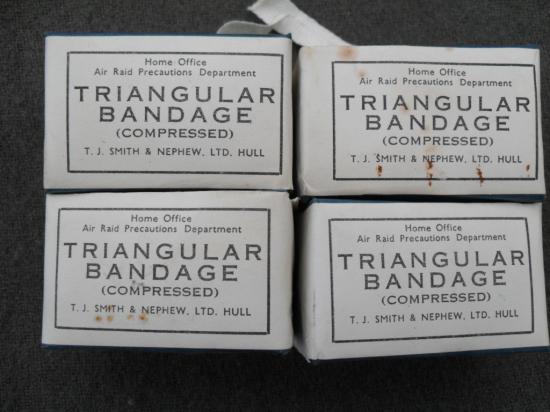 Home Office
Air Raid Precautions Department
TRIANGULAR
BANDAGE
(COMPRESSED)
T. J. SMITH & NEPHEW, LTD. HULL
Home Office
Air Raid Precautions Department
TRIANGULAR
BANDAGE
(COMPRESSED)
T. J. SMITH & NEPHEW, LTD. HULL
Home Office
Air Raid Precautions Department
TRIANGULAR
BANDAGE
(COMPRESSED)
T. J. SMITH & NEPHEW, LTD. HULL
Home Office
Air Raid Precautions Department
TRIANGULAR
BANDAGE
(COMPRESSED)
T. J. SMITH & NEPHEW, LTD. HULL